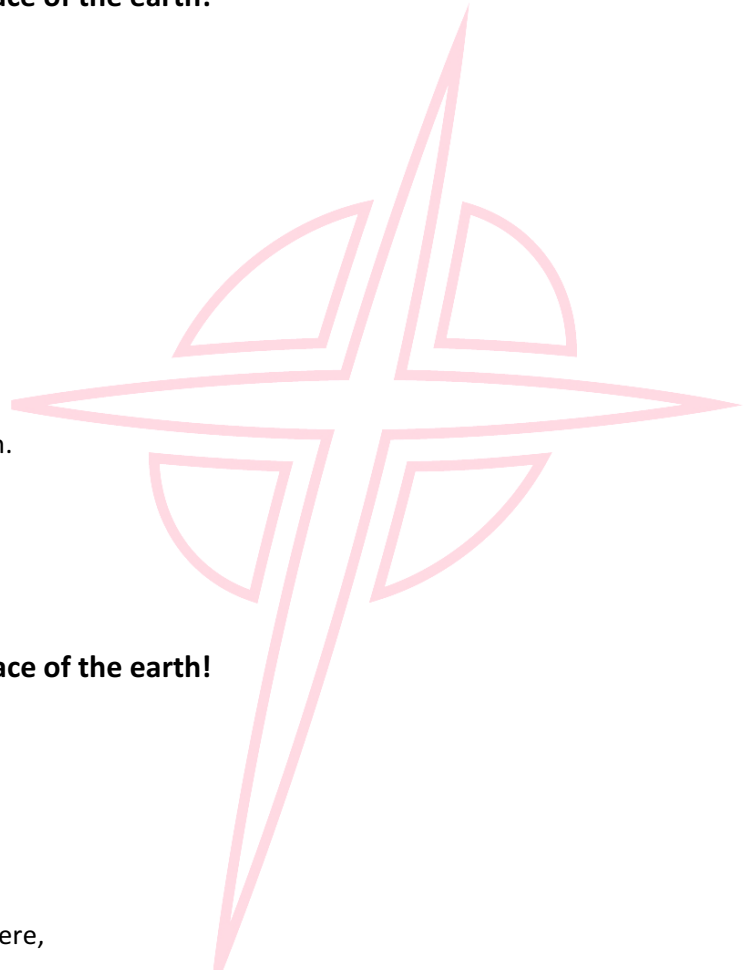 ace of the earth!
n.
ace of the earth!
ere,